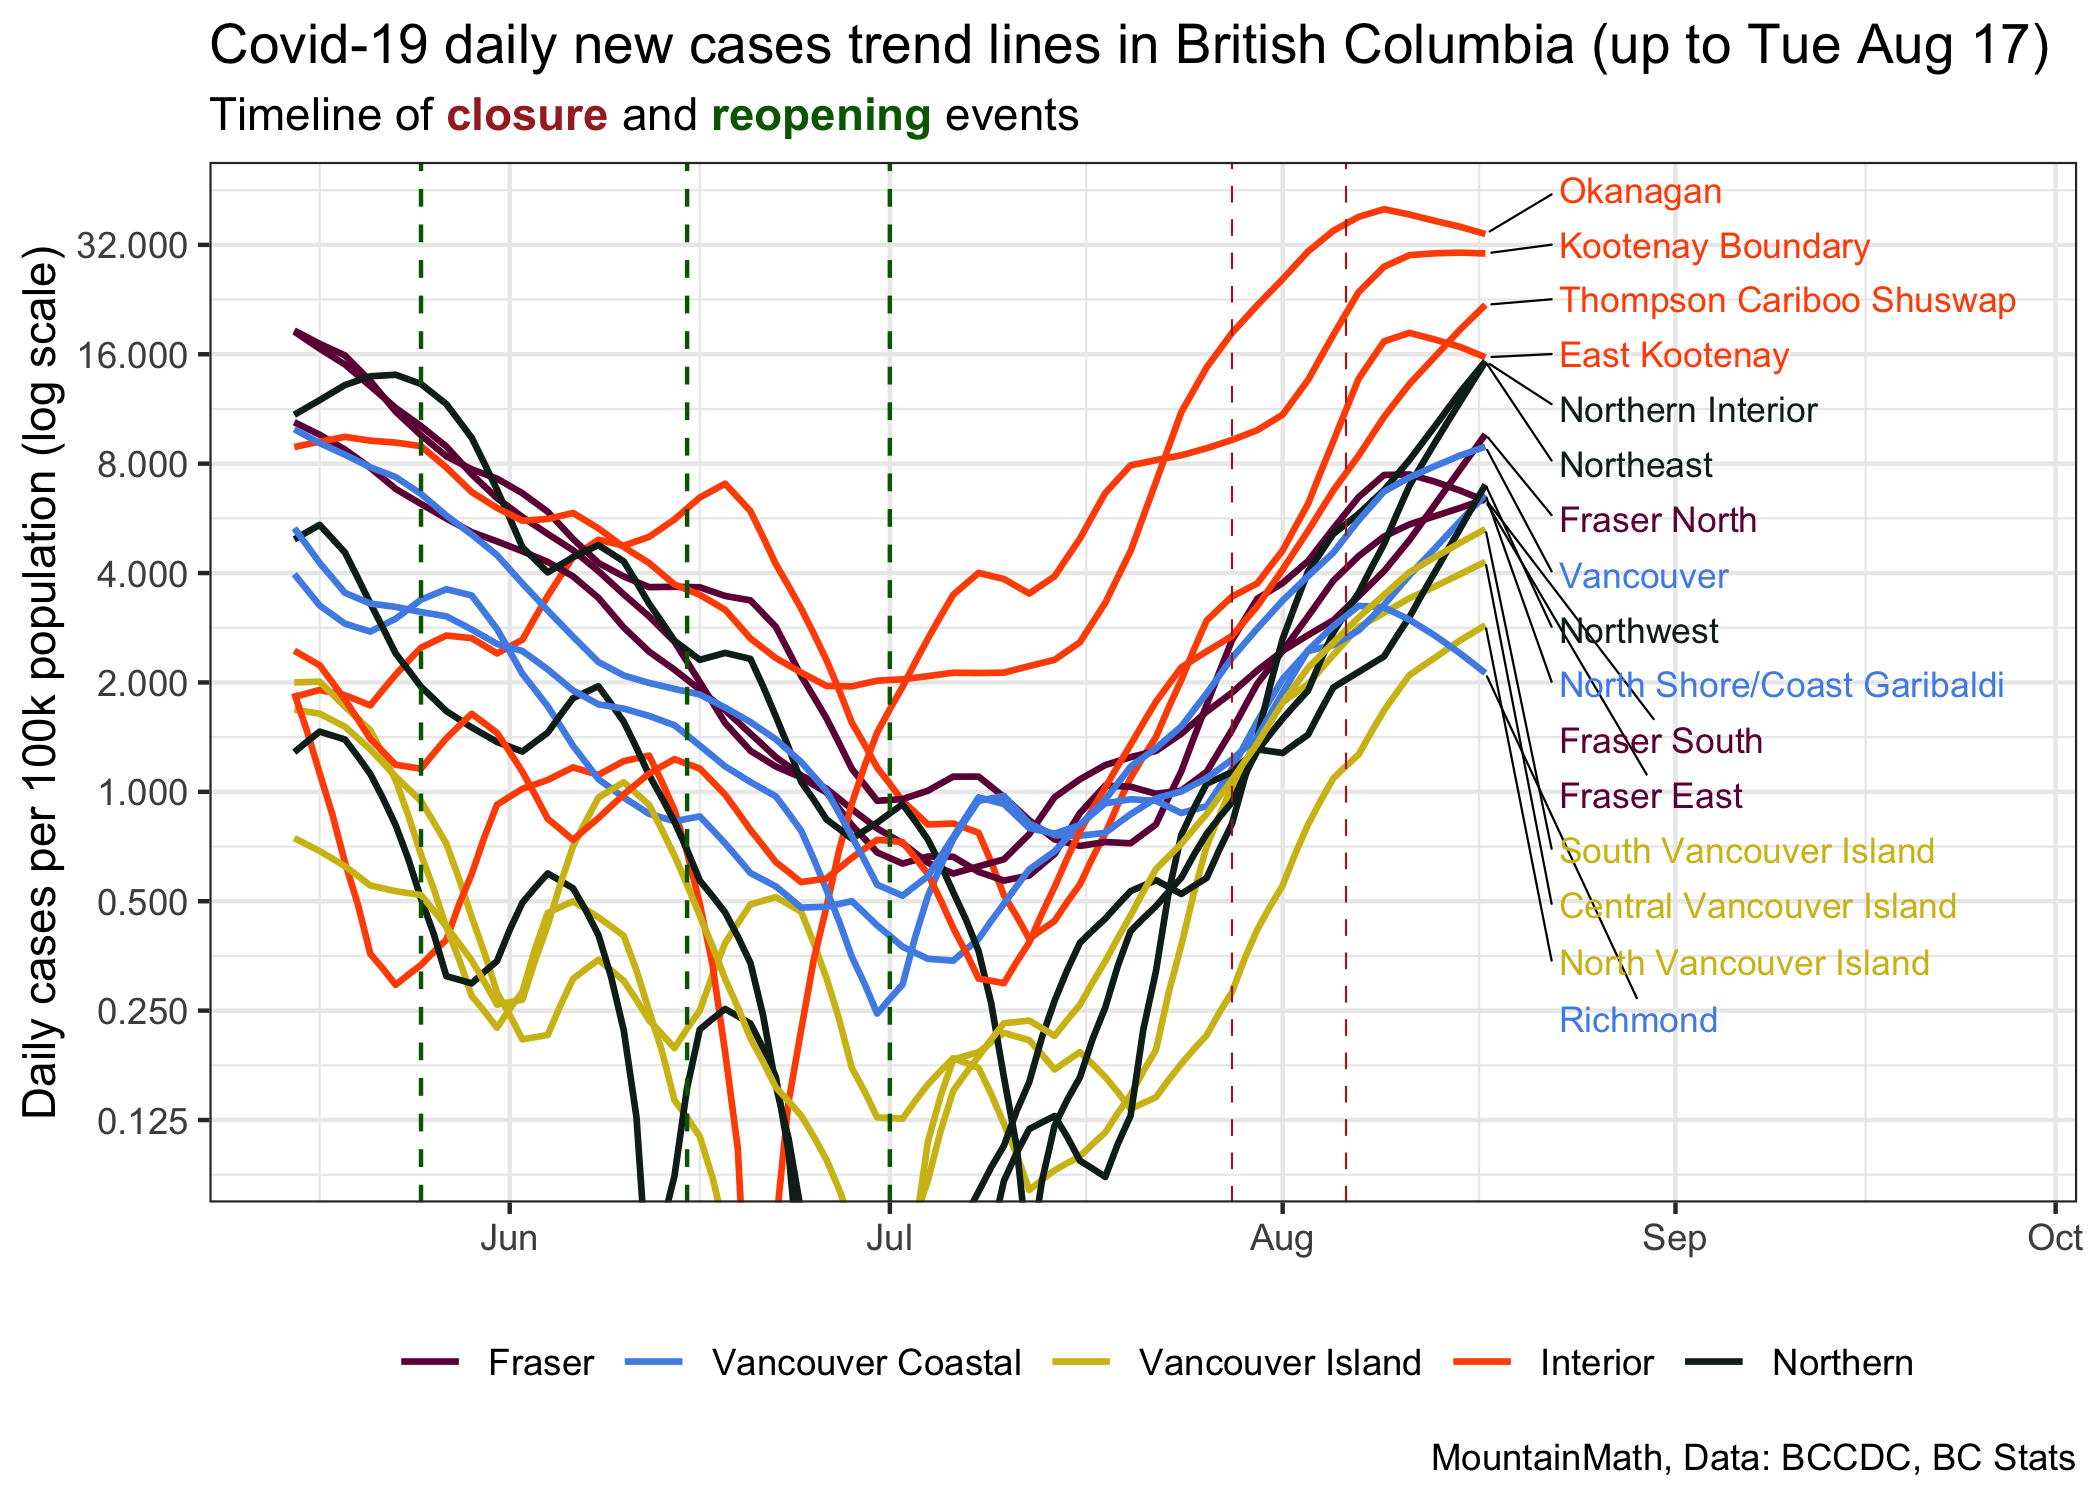 Covid-19 daily new cases trend lines in British Columbia (up to Tue Aug 17)
Timeline of closure and reopening events
Daily cases per 100k population (log scale)
32.000
16.000
8.000
4.000
2.000
1.000
0.500
0.250
0.125
Okanagan
Kootenay Boundary
Thompson Cariboo Shuswap
East Kootenay
Northern Interior
Northeast
Fraser North
Vancouver
Northwest
North Shore/Coast Garibaldi
Fraser South
Fraser East
South Vancouver Island
Central Vancouver Island
North Vancouver Island
Richmond
Jun Jul Aug Sep Oct
Fraser Vancouver Coastal Vancouver Island Interior Northern
MountainMath, Data: BCCDC, BC Stats